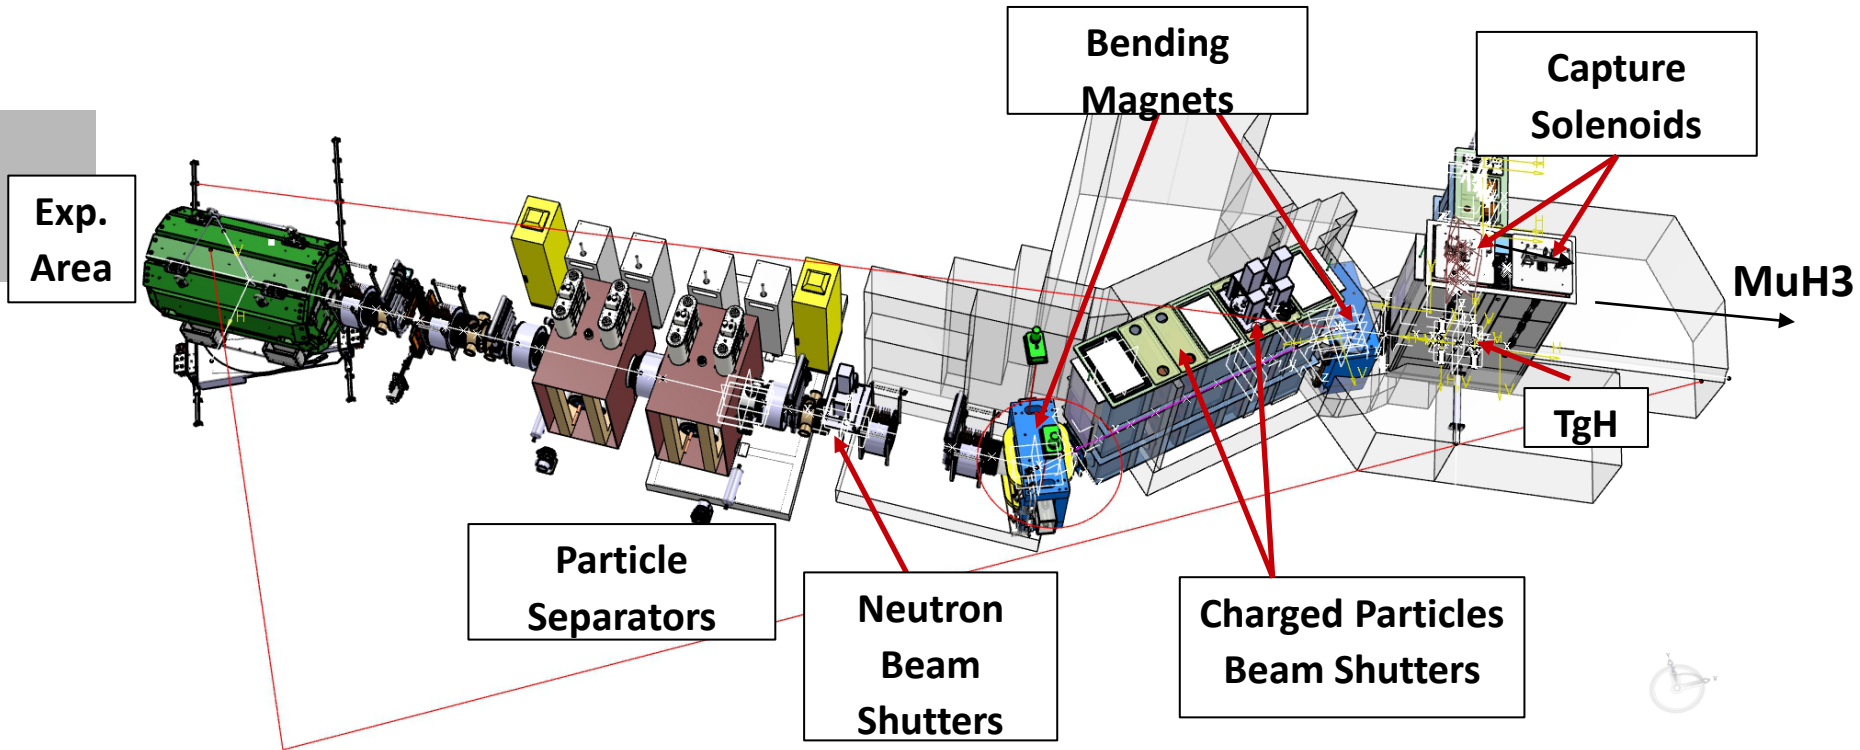 Bending
Magnets
Capture
Solenoids
Exp.
Area
MuH3
TgH
Particle
Separators
Neutron
Beam
Shutters
Charged Particles
Beam Shutters